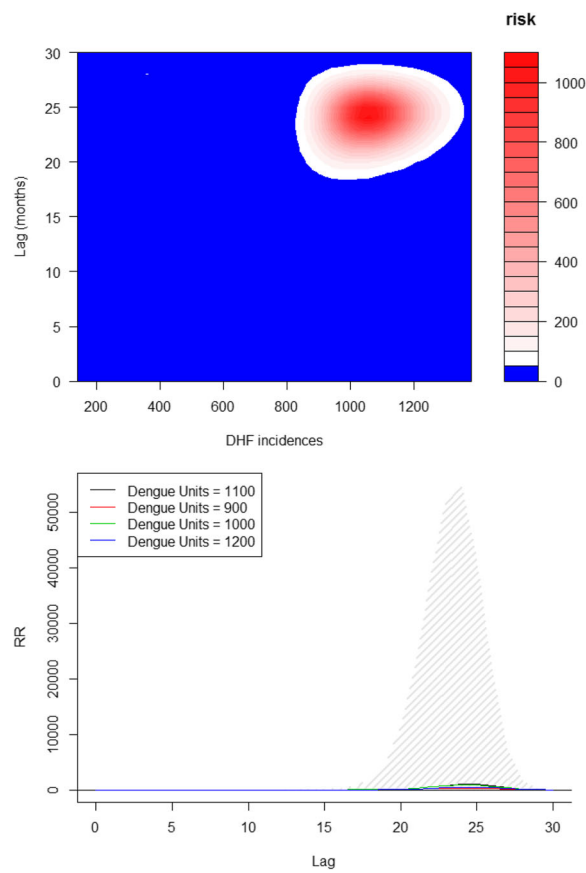 risk
30
25
20
15
10
5
0
Lag (months)
200 400 600 800 1000 1200
DHF incidences
1000
800
600
400
200
0
Dengue Units = 1100
Dengue Units = 900
Dengue Units = 1000
Dengue Units = 1200
50000
40000
30000
20000
10000
0
RR
0 5 10 15 20 25 30
Lag